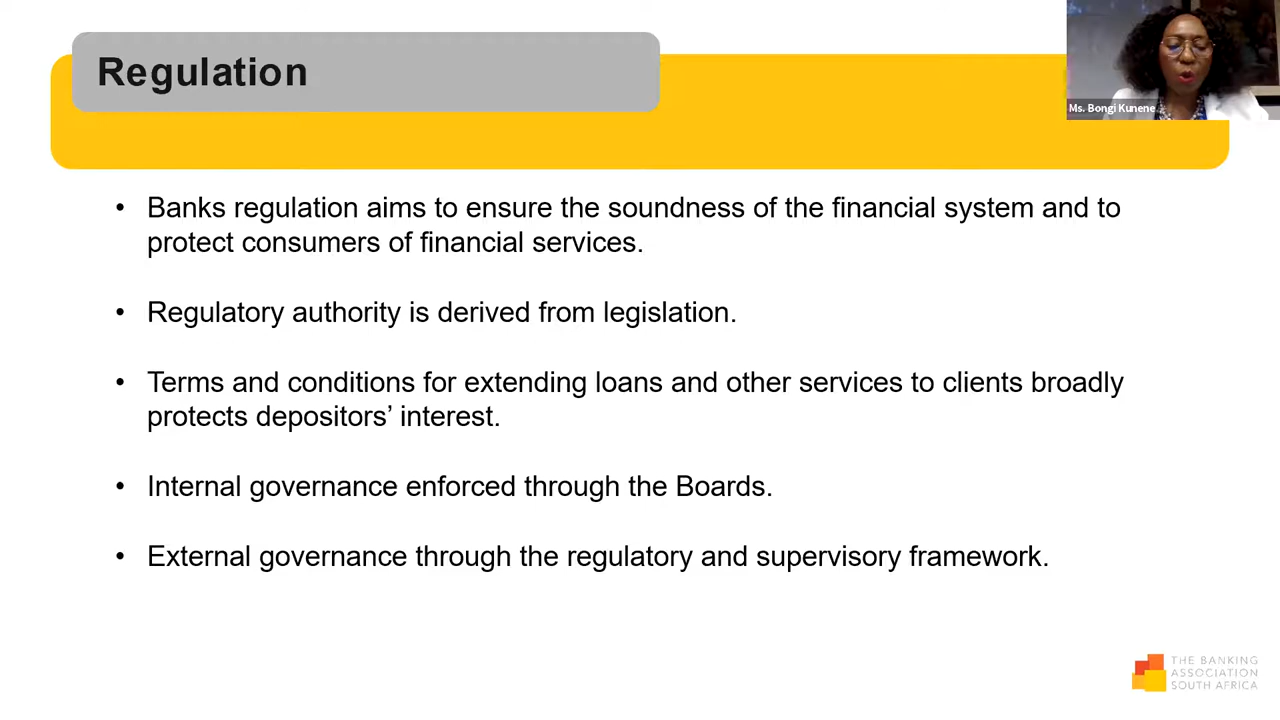 Regulation
Ms. Bongi Kunene
• Banks regulation aims to ensure the soundness of the financial system and to
protect consumers of financial services.
• Regulatory authority is derived from legislation.
• Terms and conditions for extending loans and other services to clients broadly
protects depositors’ interest.
• Internal governance enforced through the Boards.
• External governance through the regulatory and supervisory framework.
THE BANKING
ASSOCIATION
SOUTH AFRICA